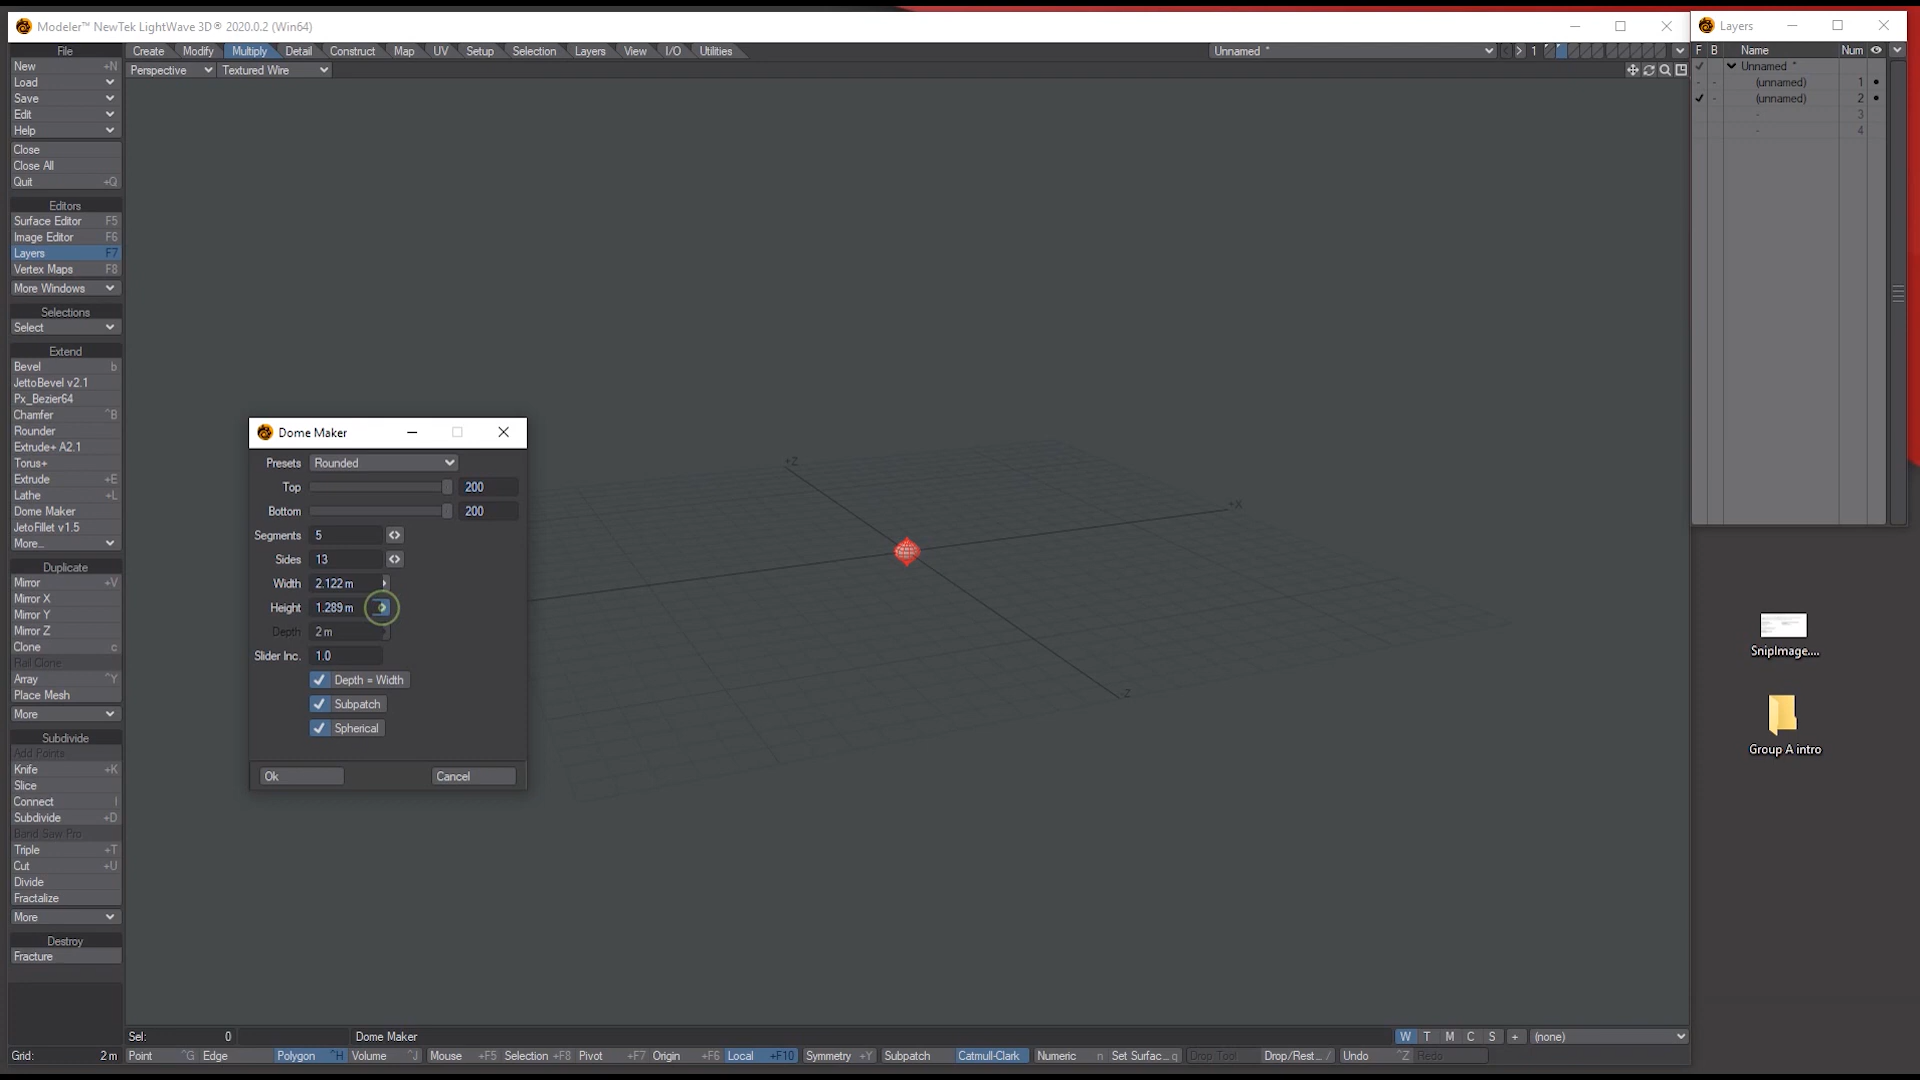 Modeler™ NewTek LightWave 3D® 2020.0.2 (Win64)
Layers
File
Create Modify Multiply Detail Construct Map UV Setup Selection Layers View I/O Utilities
Unnamed * 1
F B Name Num
New +N
Perspective Textured Wire
Unnamed *
Load
(unnamed) 1
Save
(unnamed) 2
Edit
- 3
Help
- 4
Close
Close All
Quit +Q
Editors
Surface Editor F5
Image Editor F6
Layers F7
Vertex Maps F8
More Windows
Selections
Select
Extend
Bevel b
JettoBevel v2.1
Px_Bezier64
Chamfer ^B
Rounder
Extrude+ A2.1
Torus+
Extrude +E
Lathe +L
Dome Maker
JetoFillet v1.5
More...
Duplicate
Mirror +V
Mirror X
Mirror Y
Mirror Z
Clone c
Rail Clone
Array ^Y
Place Mesh
More
Subdivide
Add Points
Knife +K
Slice
Connect l
Subdivide +D
Band Saw Pro
Triple +T
Cut +U
Divide
Fractalize
More
Destroy
Fracture
Dome Maker
Presets Rounded
Top 200
Bottom 200
Segments 5
Sides 13
Width 2.122 m
Height 1.289 m
Depth 2 m
Slider Inc. 1.0
Depth = Width
Subpatch
Spherical
Ok Cancel
+Z
+X
-Z
SnipImage....
Group A intro
Sel: 0 Dome Maker W T M C S + (none)
Grid: 2 m Point ^G Edge Polygon ^H Volume ^J Mouse +F5 Selection +F8 Pivot +F7 Origin +F6 Local +F10 Symmetry +Y Subpatch Catmull-Clark Numeric n Set Surfac... q Drop Tool Drop/Rest... / Undo ^Z Redo